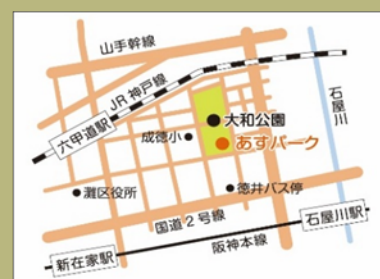 山手幹線
JR神戸線
六甲道駅
石屋川
大和公園
成徳小
あすパーク
灘区役所
徳井バス停
国道2号線
石屋川駅
阪神本線
新在家駅